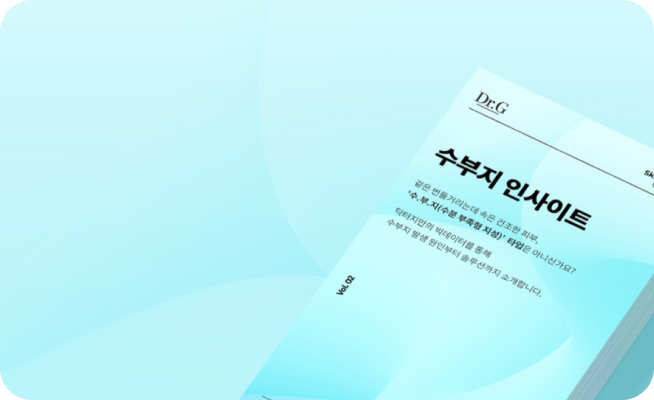 Dr.G
수부지 인사이트
겉은 번들거리는데 속은 건조한 피부,
'수.부.지(수분 부족형 지성)' 타입은 아니신가요?
닥터지만의 빅데이터를 통해
수부지 발생 원인부터 솔루션까지 소개합니다.
Vol. 02